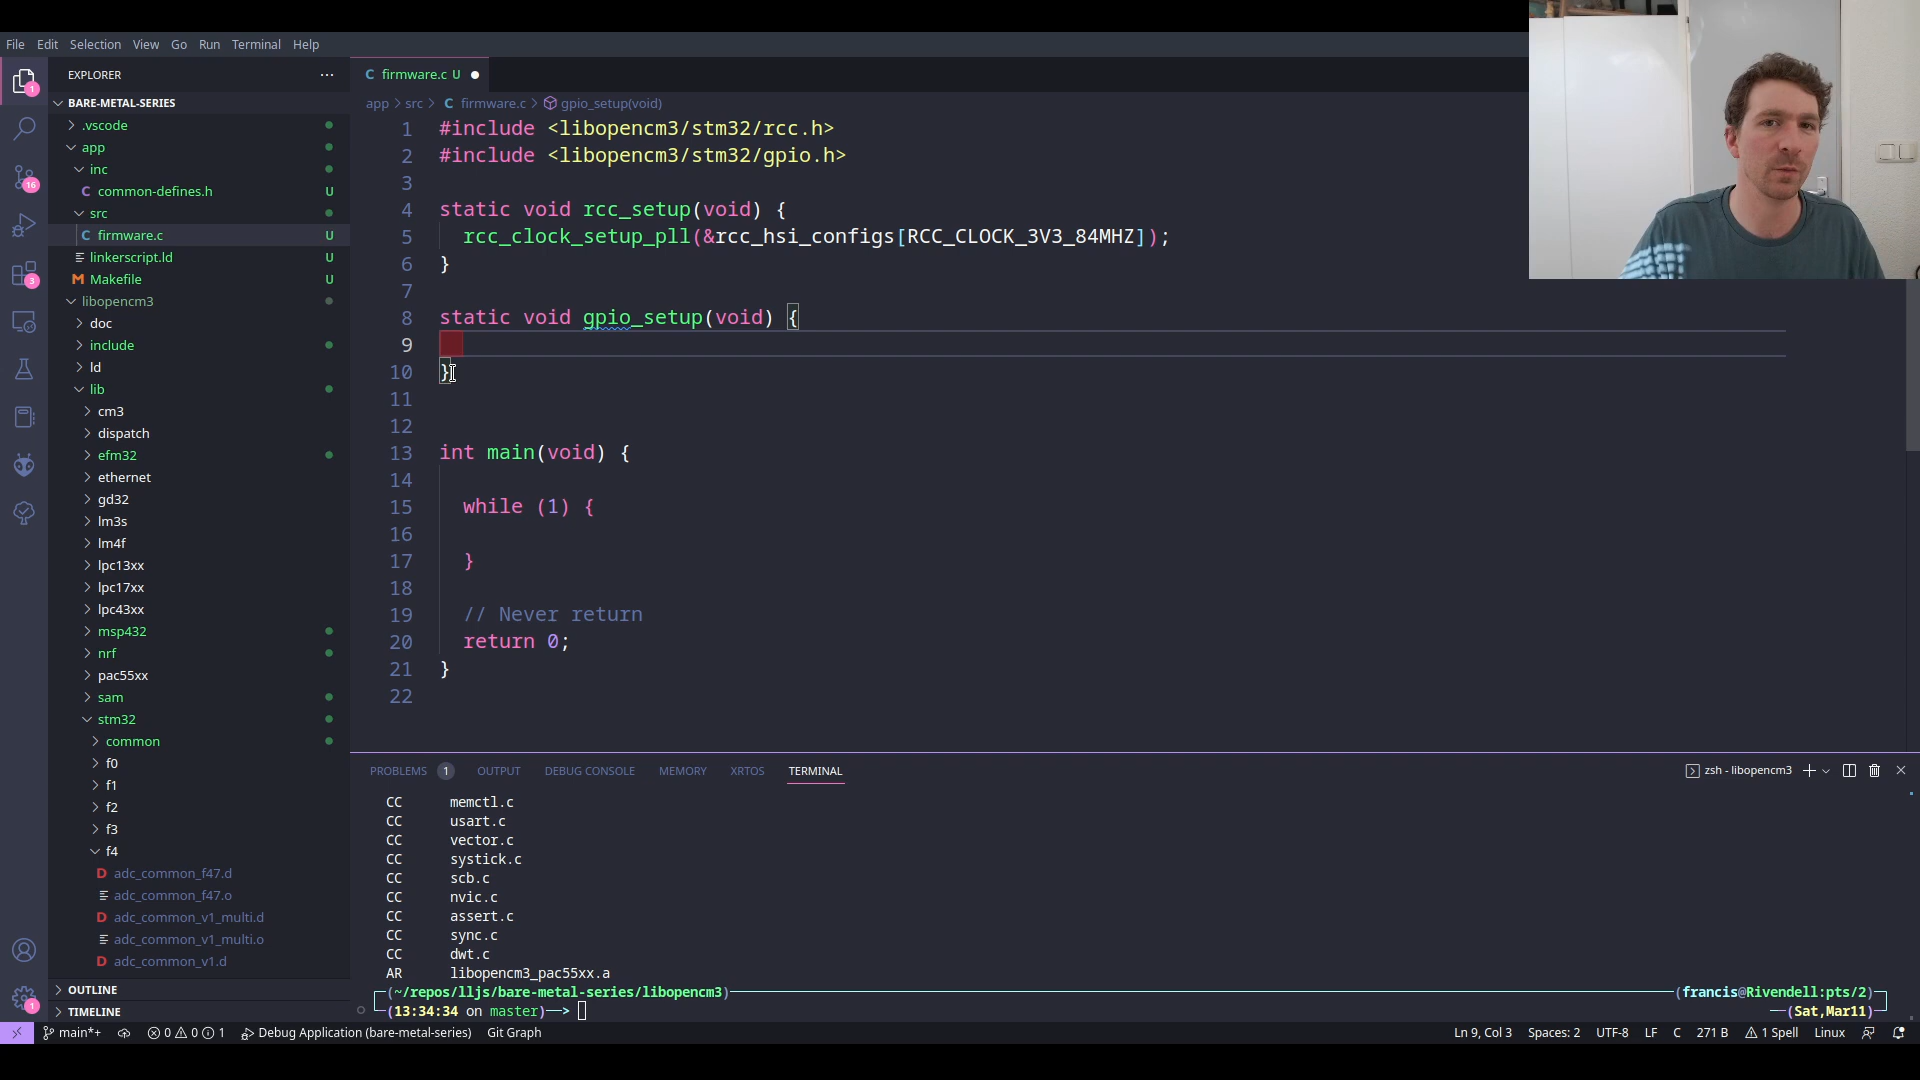 File Edit Selection View Go Run Terminal Help
EXPLORER
BARE-METAL-SERIES
.vscode
app
inc
common-defines.h U
src
firmware.c U
linkerscript.ld U
Makefile U
libopencm3
doc
include
ld
lib
cm3
dispatch
efm32
ethernet
gd32
lm3s
lm4f
lpc13xx
lpc17xx
lpc43xx
msp432
nrf
pac55xx
sam
stm32
common
f0
f1
f2
f3
f4
adc_common_f47.d
adc_common_f47.o
adc_common_v1_multi.d
adc_common_v1_multi.o
adc_common_v1.d
OUTLINE
TIMELINE
1
16
3
1
C firmware.c U
app > src > C firmware.c > gpio_setup(void)
1 #include <libopencm3/stm32/rcc.h>
2 #include <libopencm3/stm32/gpio.h>
3
4 static void rcc_setup(void) {
5 rcc_clock_setup_pll(&rcc_hsi_configs[RCC_CLOCK_3V3_84MHZ]);
6 }
7
8 static void gpio_setup(void) {
9
10 }
11
12
13 int main(void) {
14
15 while (1) {
16
17 }
18
19 // Never return
20 return 0;
21 }
22
PROBLEMS 1 OUTPUT DEBUG CONSOLE MEMORY XRTOS TERMINAL
zsh - libopencm3
CC memctl.c
CC usart.c
CC vector.c
CC systick.c
CC scb.c
CC nvic.c
CC assert.c
CC sync.c
CC dwt.c
AR libopencm3_pac55xx.a
(~/repos/lljs/bare-metal-series/libopencm3) (francis@Rivendell:pts/2)
(13:34:34 on master)──> (Sat,Mar11)
main*+ 0 0 1 Debug Application (bare-metal-series) Git Graph
Ln 9, Col 3 Spaces: 2 UTF-8 LF C 271 B 1 Spell Linux